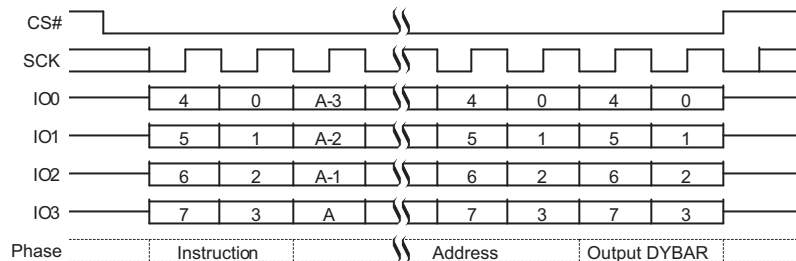 CS#
SCK
IO0 4 0 A-3 4 0 4 0
IO1 5 1 A-2 5 1 5 1
IO2 6 2 A-1 6 2 6 2
IO3 7 3 A 7 3 7 3
Phase Instruction Address Output DYBAR